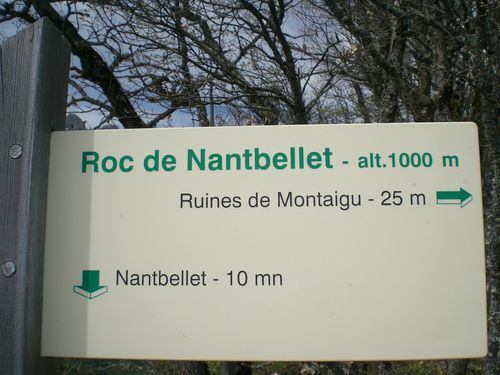 Roc de Nantbellet - alt.1000 m
Ruines de Montaigu - 25 m
Nantbellet - 10 mn